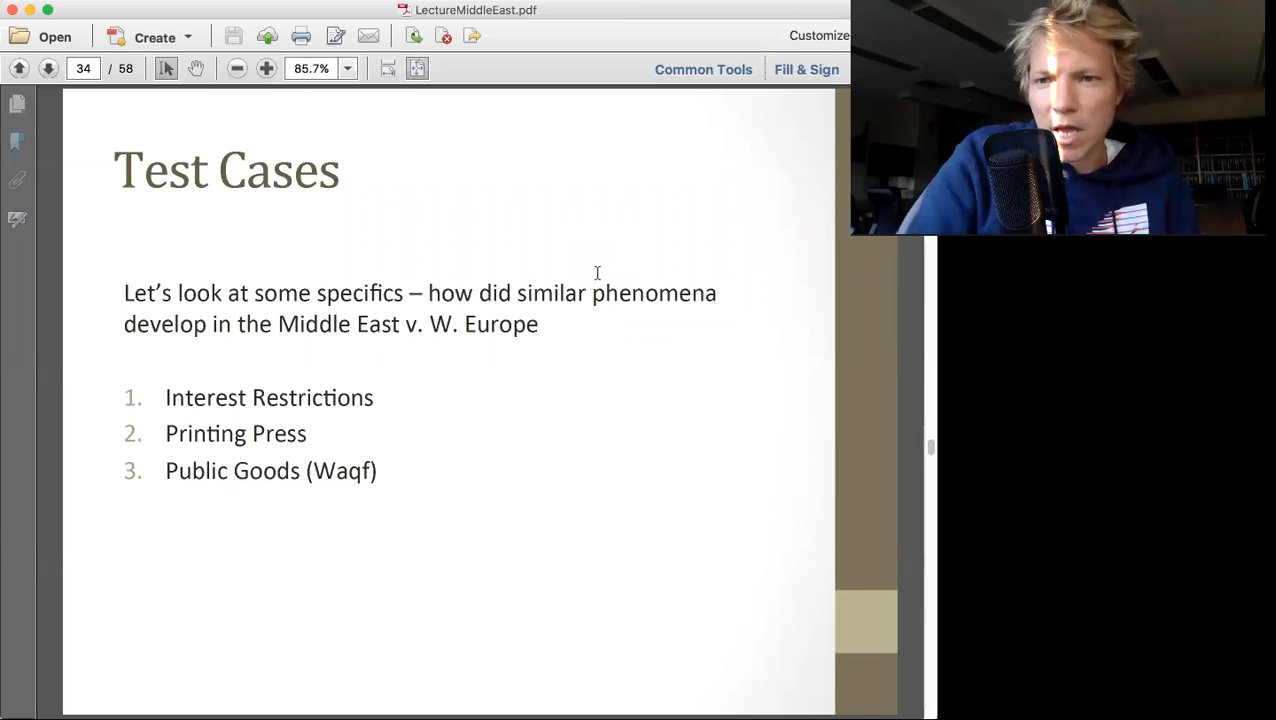 LectureMiddleEast.pdf
Open
Create
Customize
34 / 58
85.7%
Common Tools
Fill & Sign
Test Cases
Let's look at some specifics – how did similar phenomena
develop in the Middle East v. W. Europe
1. Interest Restrictions
2. Printing Press
3. Public Goods (Waqf)